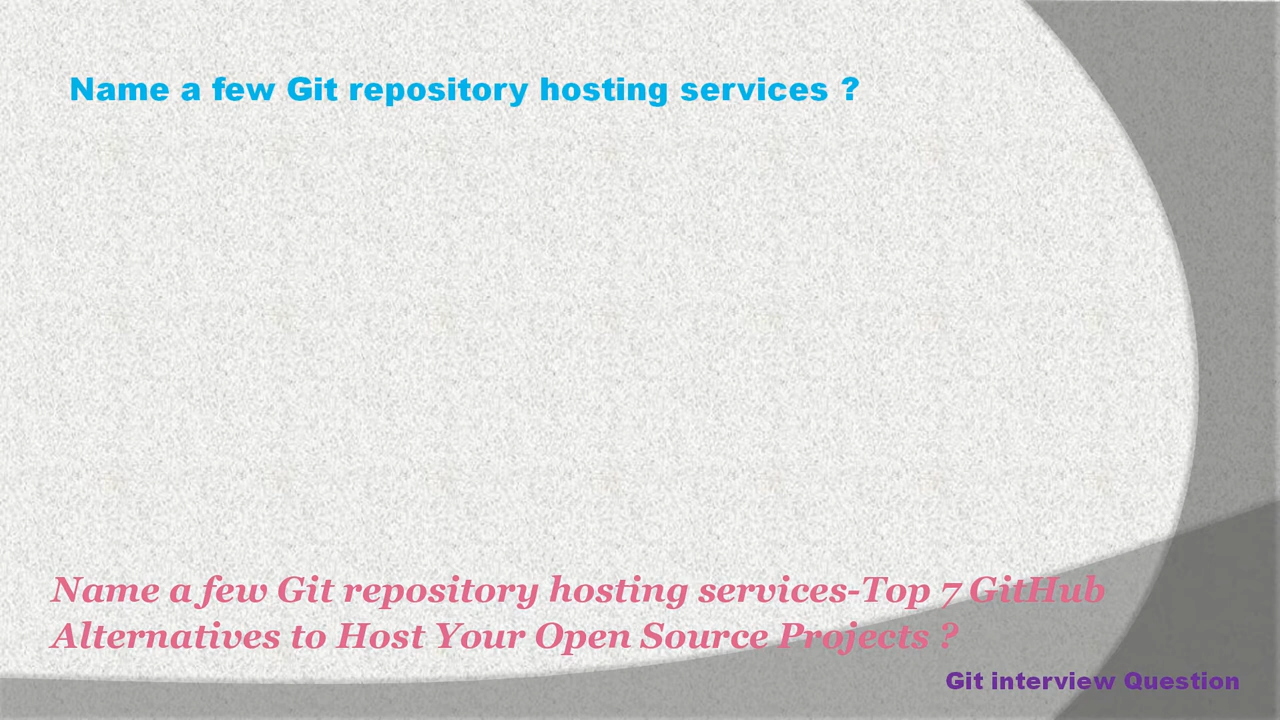 Name a few Git repository hosting services ?
Name a few Git repository hosting services-Top 7 GitHub
Alternatives to Host Your Open Source Projects ?
Git interview Question